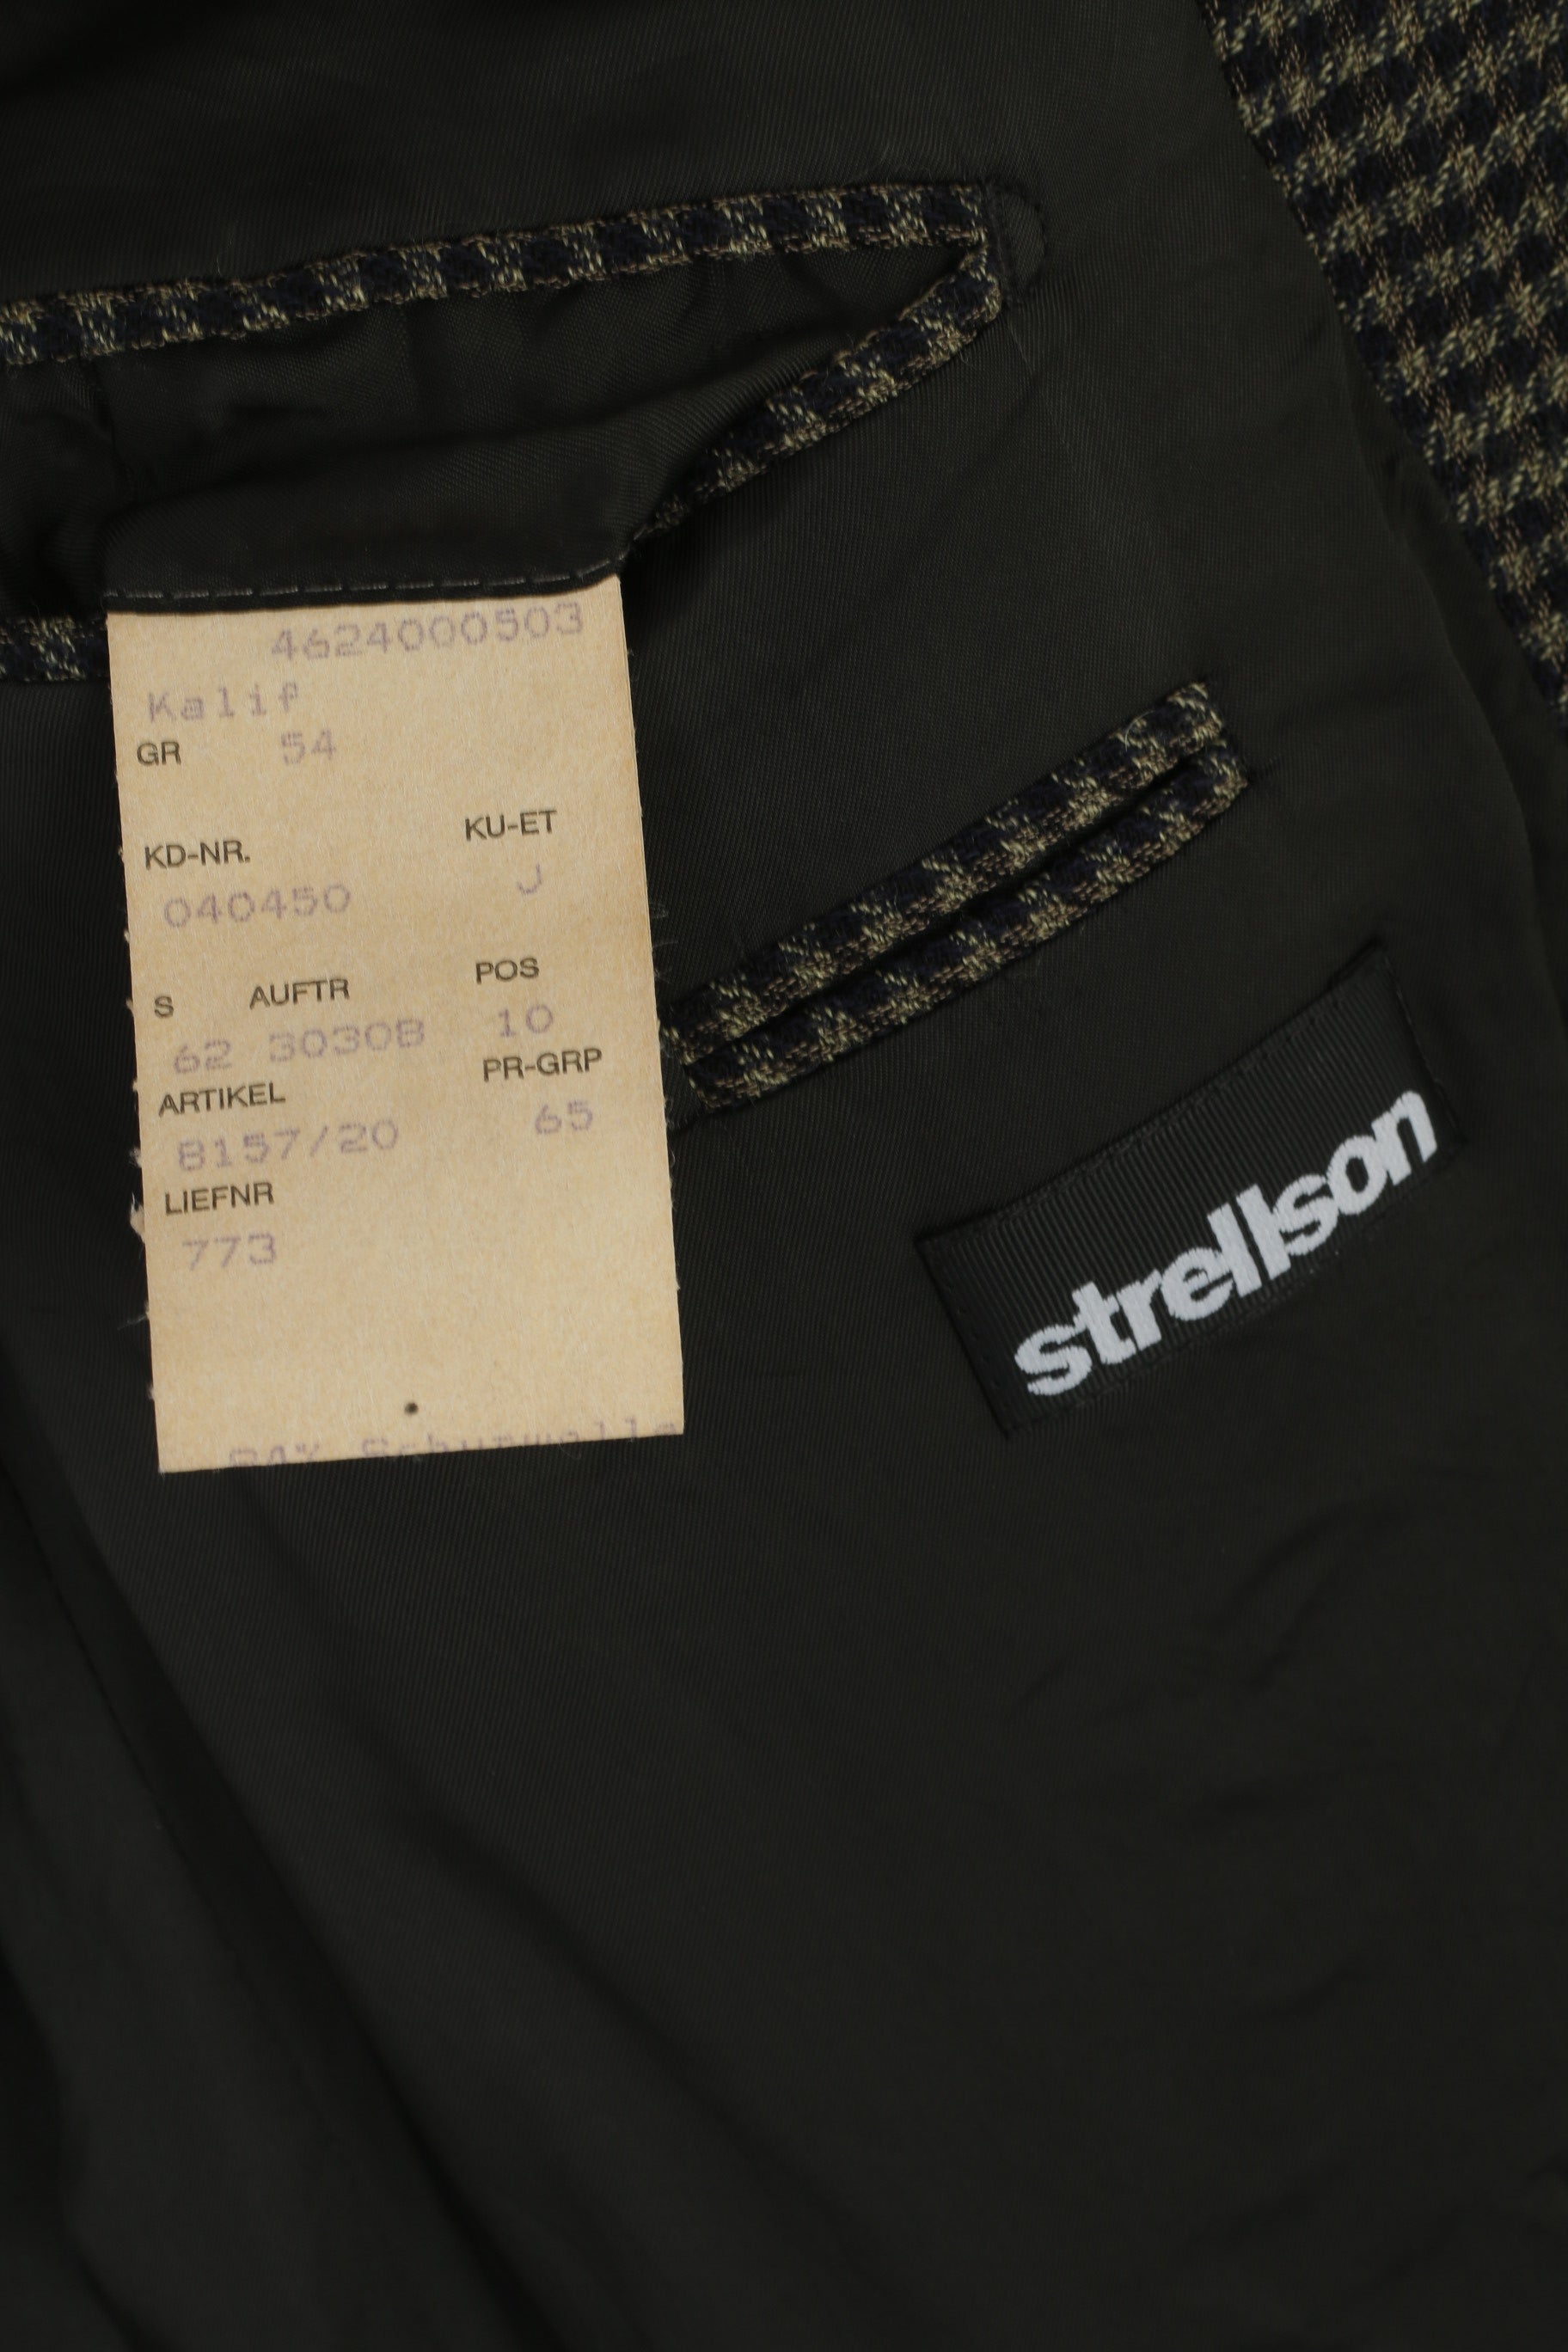 4624000503
Kalif
GR 54
KU-ET
KD-NR.
040450 J
S AUFTR POS
62 30308 10
ARTIKEL PR-GRP
8157/20 65
LIEFNR
773
Schurwolle
strellson